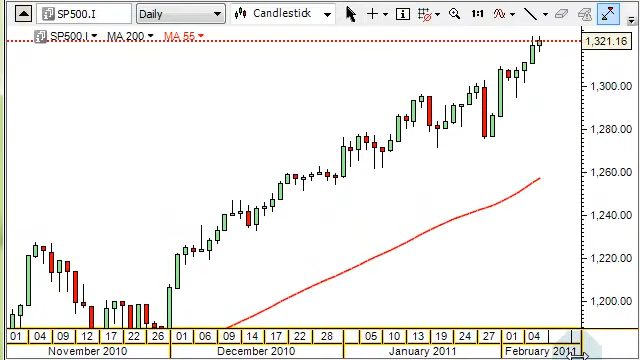 SP500.I Daily Candlestick 1:1
SP500.I MA 200 MA 55
1,321.16
1,300.00
1,280.00
1,260.00
1,240.00
1,220.00
1,200.00
01 04 09 12 17 22 26 01 06 09 14 17 22 28 05 10 13 19 24 27 01 04
November 2010 December 2010 January 2011 February 2011